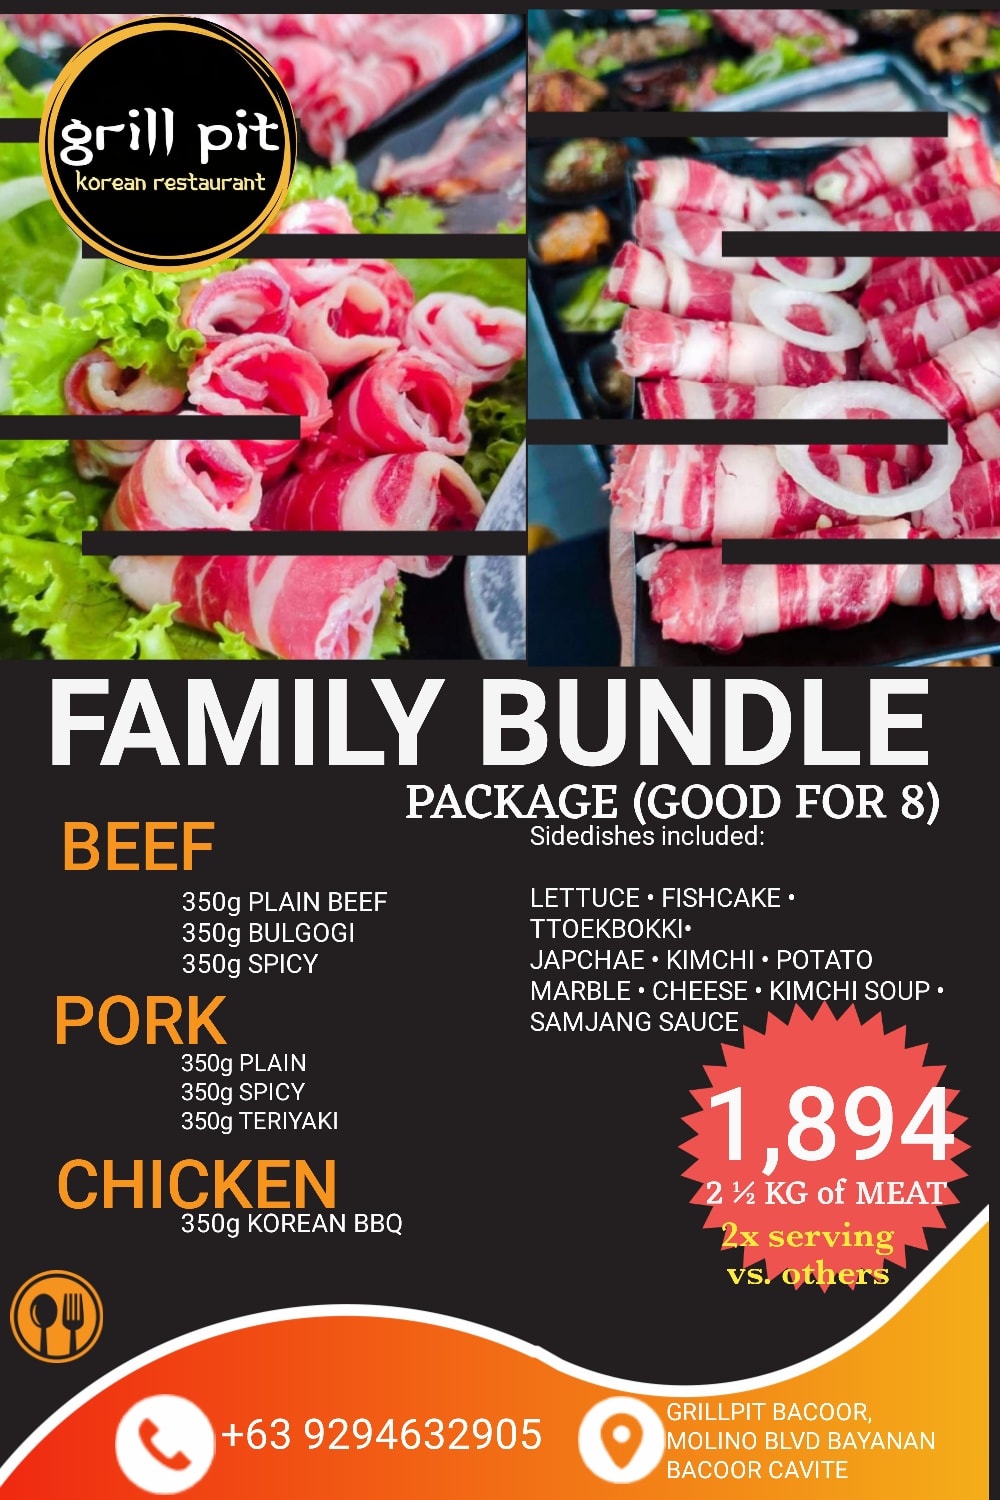 grill pit
korean restaurant
FAMILY BUNDLE
PACKAGE (GOOD FOR 8)
BEEF
350g PLAIN BEEF
350g BULGOGI
350g SPICY
PORK
350g PLAIN
350g SPICY
350g TERIYAKI
CHICKEN
350g KOREAN BBQ
Sidedishes included:
LETTUCE • FISHCAKE •
TTOEKBOKKI•
JAPCHAE • KIMCHI • POTATO
MARBLE • CHEESE • KIMCHI SOUP •
SAMJANG SAUCE
1,894
2 ½ KG of MEAT
2x serving
vs. others
+63 9294632905
GRILLPIT BACOOR,
MOLINO BLVD BAYANAN
BACOOR CAVITE